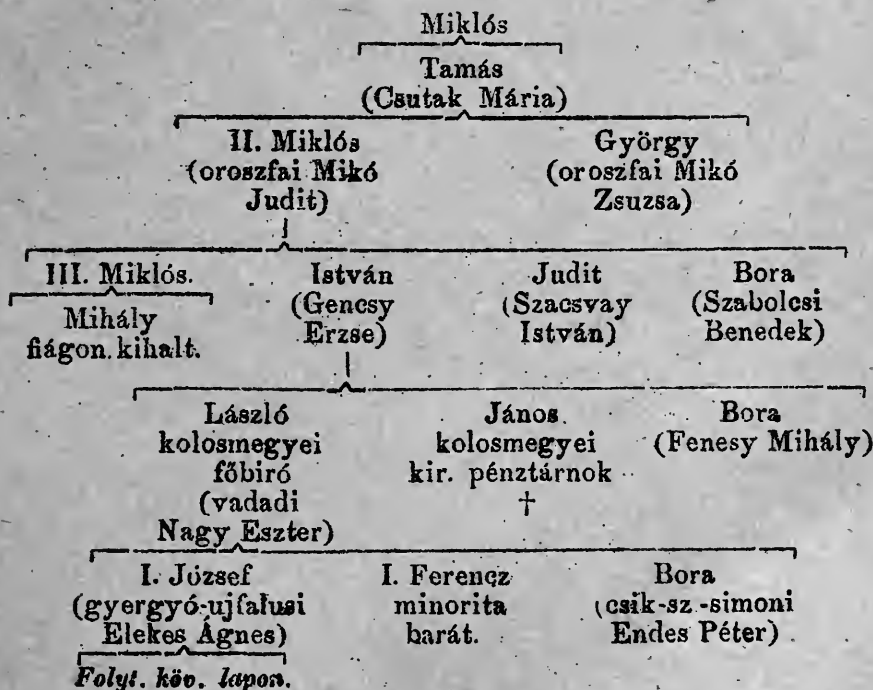 Miklós
Tamás
(Csutak Mária)
II. Miklós György
(oroszfai Mikó (oroszfai Mikó
Judit) Zsuzsa)
III. Miklós. István Judit Bora
Mihály (Gencsy (Szacsvay (Szabolcsi
fiágon kihalt. Erzse) István) Benedek)
László János Bora
kolosmegyei kolosmegyei (Fenesy Mihály)
főbiró kir. pénztárnok
(vadadi †
Nagy Eszter)
I. József I. Ferencz Bora
(gyergyó-ujfalusi minorita (csik-sz.-simoni
Elekes Ágnes) barát. Endes Péter)
Folyt. köv. lapon.